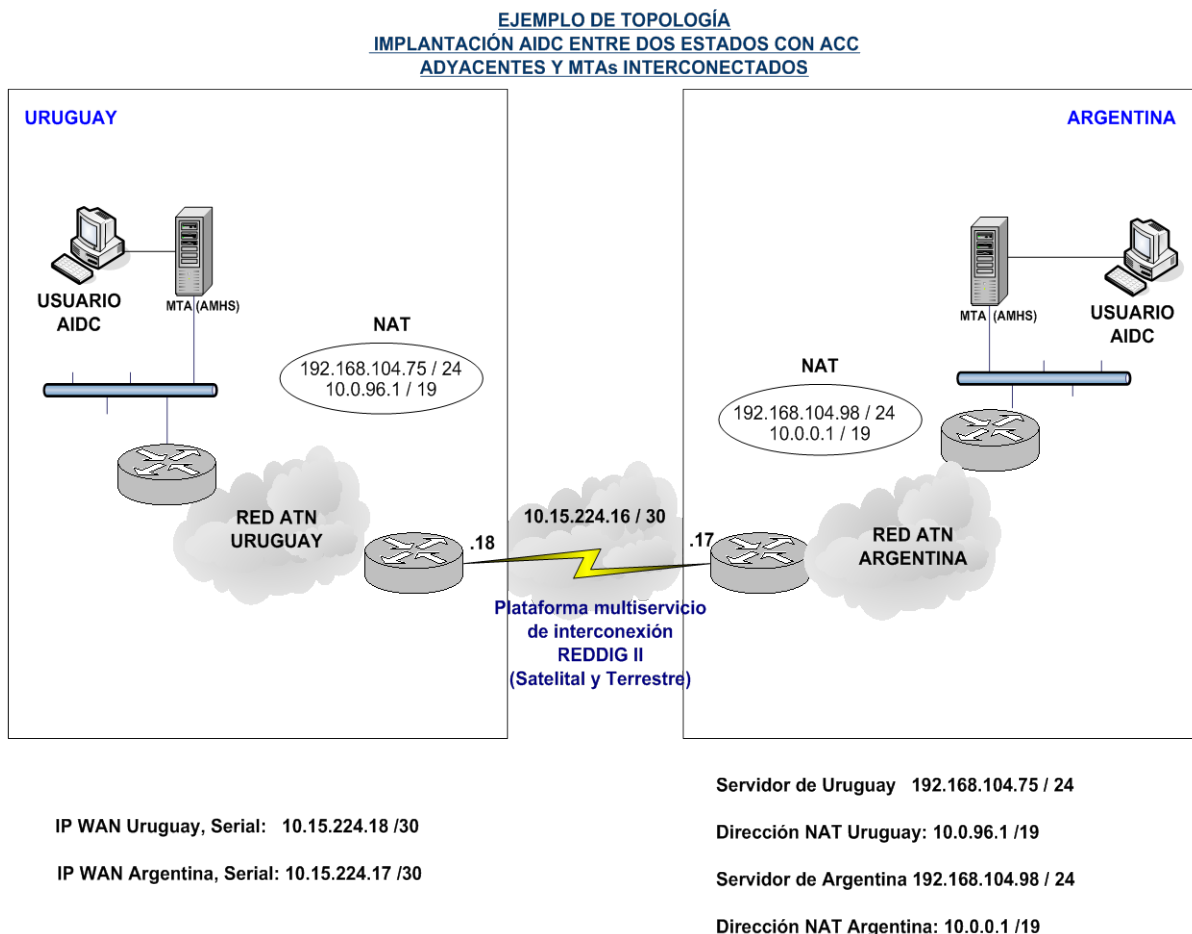 EJEMPLO DE TOPOLOGÍA
IMPLANTACIÓN AIDC ENTRE DOS ESTADOS CON ACC
ADYACENTES Y MTAs INTERCONECTADOS
URUGUAY
ARGENTINA
USUARIO
AIDC
MTA (AMHS)
NAT
192.168.104.75 / 24
10.0.96.1 / 19
NAT
192.168.104.98 / 24
10.0.0.1 / 19
MTA (AMHS)
USUARIO
AIDC
RED ATN
URUGUAY
.18
10.15.224.16 / 30
.17
RED ATN
ARGENTINA
Plataforma multiservicio
de interconexión
REDDIG II
(Satelital y Terrestre)
IP WAN Uruguay, Serial: 10.15.224.18 /30
IP WAN Argentina, Serial: 10.15.224.17 /30
Servidor de Uruguay 192.168.104.75 / 24
Dirección NAT Uruguay: 10.0.96.1 /19
Servidor de Argentina 192.168.104.98 / 24
Dirección NAT Argentina: 10.0.0.1 /19